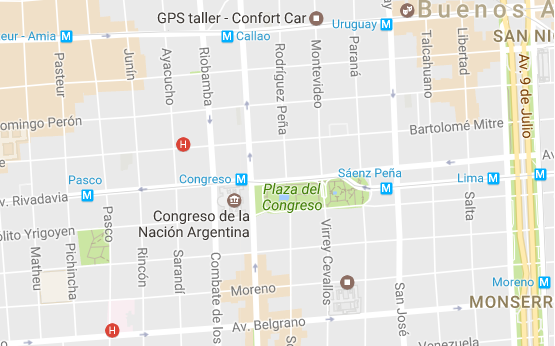 GPS taller - Confort Car
Buenos A
Uruguay M
eur - Amia M
M Callao
SAN NIC
Pasteur
Junín
Ayacucho
Riobamba
Rodríguez Peña
Montevideo
Paraná
Talcahuano
Libertad
Av. 9 de Julio
omingo Perón
Bartolomé Mitre
H
Pasco
M
Congreso M
Sáenz Peña
M
Lima M
M
Av. Rivadavia
Plaza del
Congreso
Congreso de la
Nación Argentina
ólito Yrigoyen
Pasco
Rincón
Sarandí
Combate de los
Virrey Cevallos
Salta
Matheu
Pichincha
San José
Moreno
Moreno M
MONSERR
H
Av. Belgrano
Venezuela